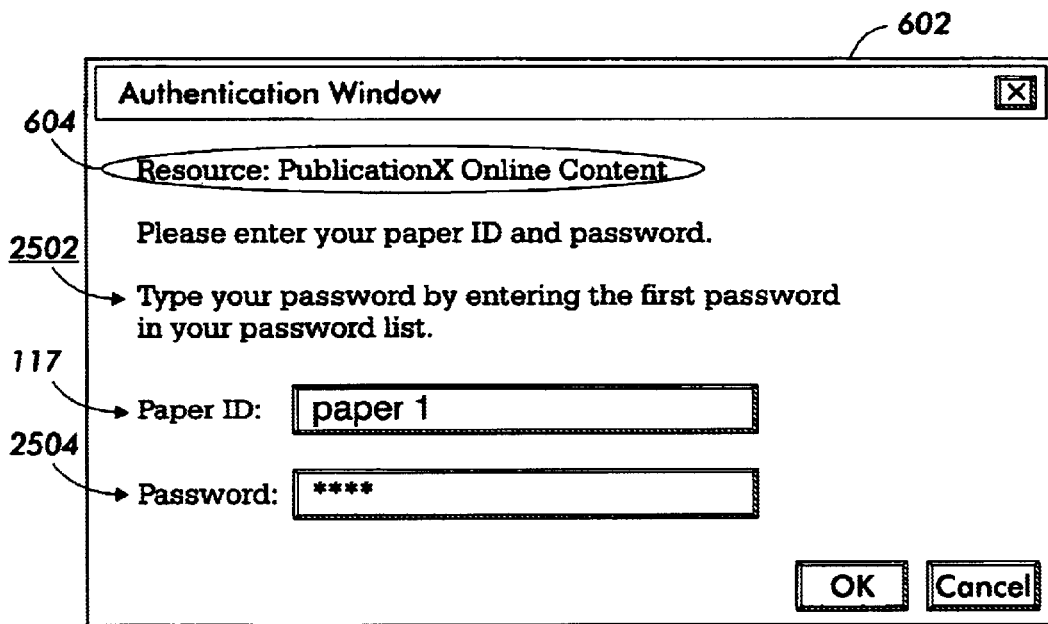 602
Authentication Window
604
Resource: PublicationX Online Content
Please enter your paper ID and password.
2502
Type your password by entering the first password
in your password list.
117
Paper ID: paper 1
2504
Password: ****
OK Cancel